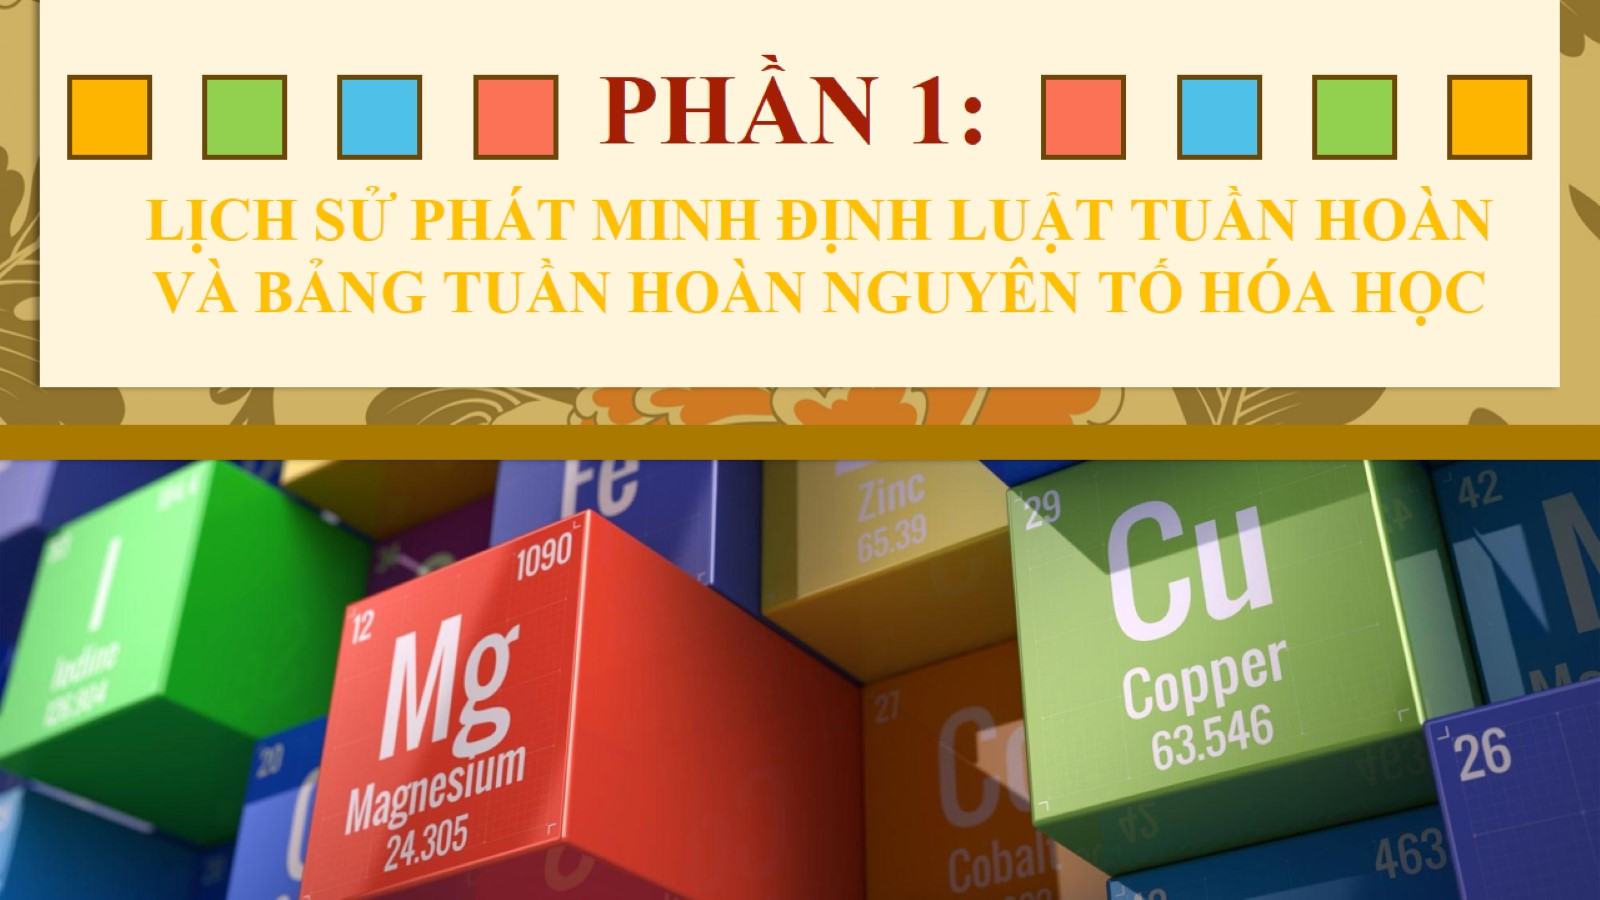 PHẦN 1:
LỊCH SỬ PHÁT MINH ĐỊNH LUẬT TUẦN HOÀN
VÀ BẢNG TUẦN HOÀN NGUYÊN TỐ HÓA HỌC
I
Fe
Zinc
65.39
12
1090
Mg
Magnesium
24.305
20
27
Cobalt
29
Cu
Copper
63.546
42
26
463